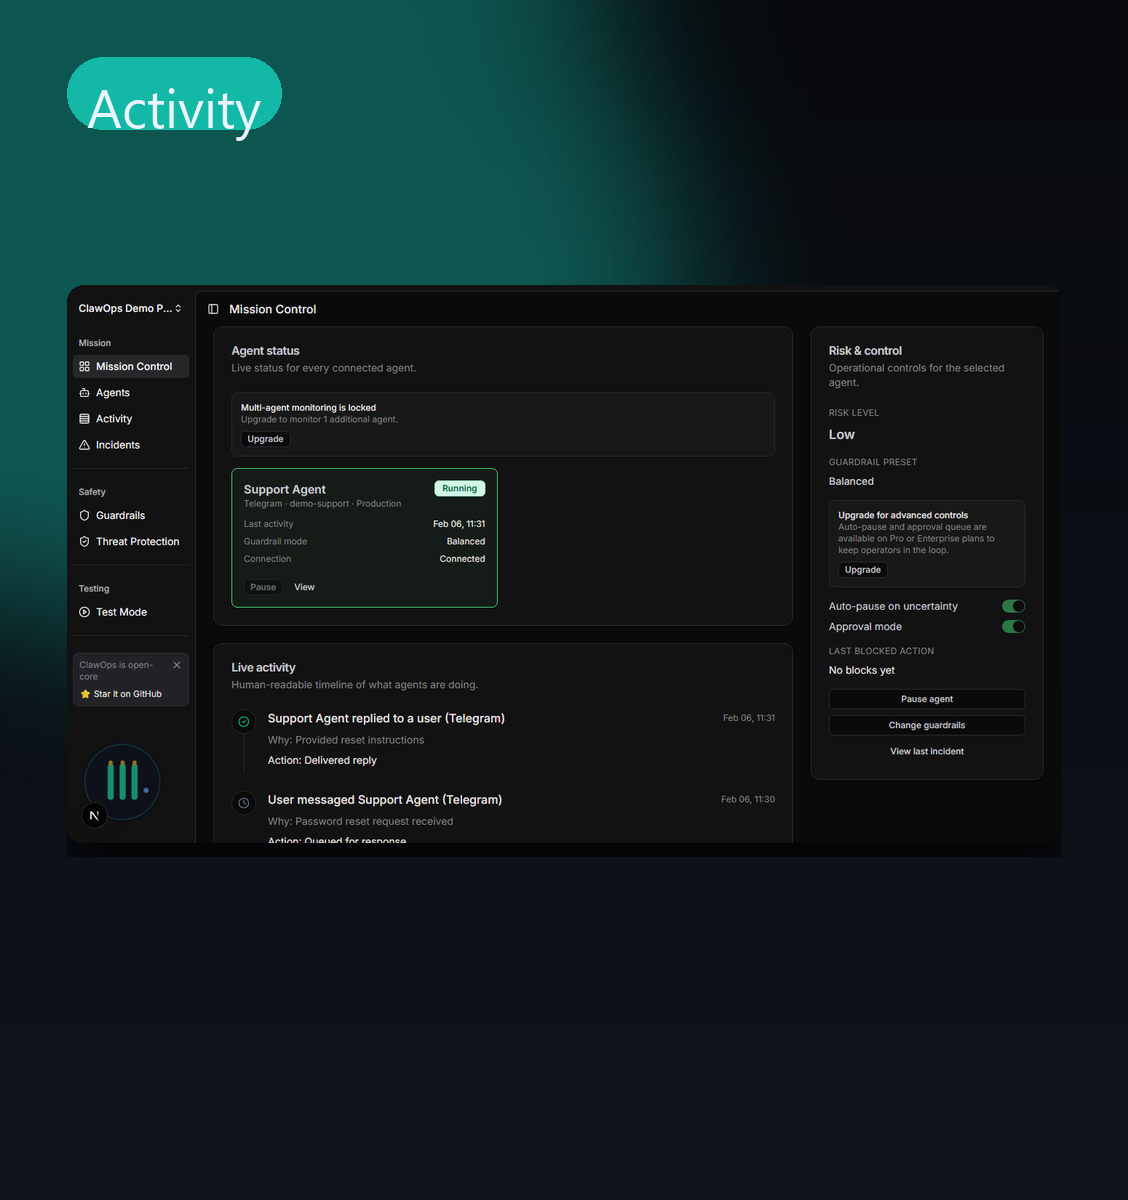 Activity
ClawOps Demo P...
Mission
Mission Control
Agents
Activity
Incidents
Safety
Guardrails
Threat Protection
Testing
Test Mode
ClawOps is open-
core
⭐ Star it on GitHub
N
Mission Control
Agent status
Live status for every connected agent.
Multi-agent monitoring is locked
Upgrade to monitor 1 additional agent.
Upgrade
Support Agent
Running
Telegram · demo-support · Production
Last activity
Feb 06, 11:31
Guardrail mode
Balanced
Connection
Connected
Pause
View
Live activity
Human-readable timeline of what agents are doing.
Support Agent replied to a user (Telegram)
Feb 06, 11:31
Why: Provided reset instructions
Action: Delivered reply
User messaged Support Agent (Telegram)
Feb 06, 11:30
Why: Password reset request received
Action: Queued for response
Risk & control
Operational controls for the selected
agent.
RISK LEVEL
Low
GUARDRAIL PRESET
Balanced
Upgrade for advanced controls
Auto-pause and approval queue are
available on Pro or Enterprise plans to
keep operators in the loop.
Upgrade
Auto-pause on uncertainty
Approval mode
LAST BLOCKED ACTION
No blocks yet
Pause agent
Change guardrails
View last incident